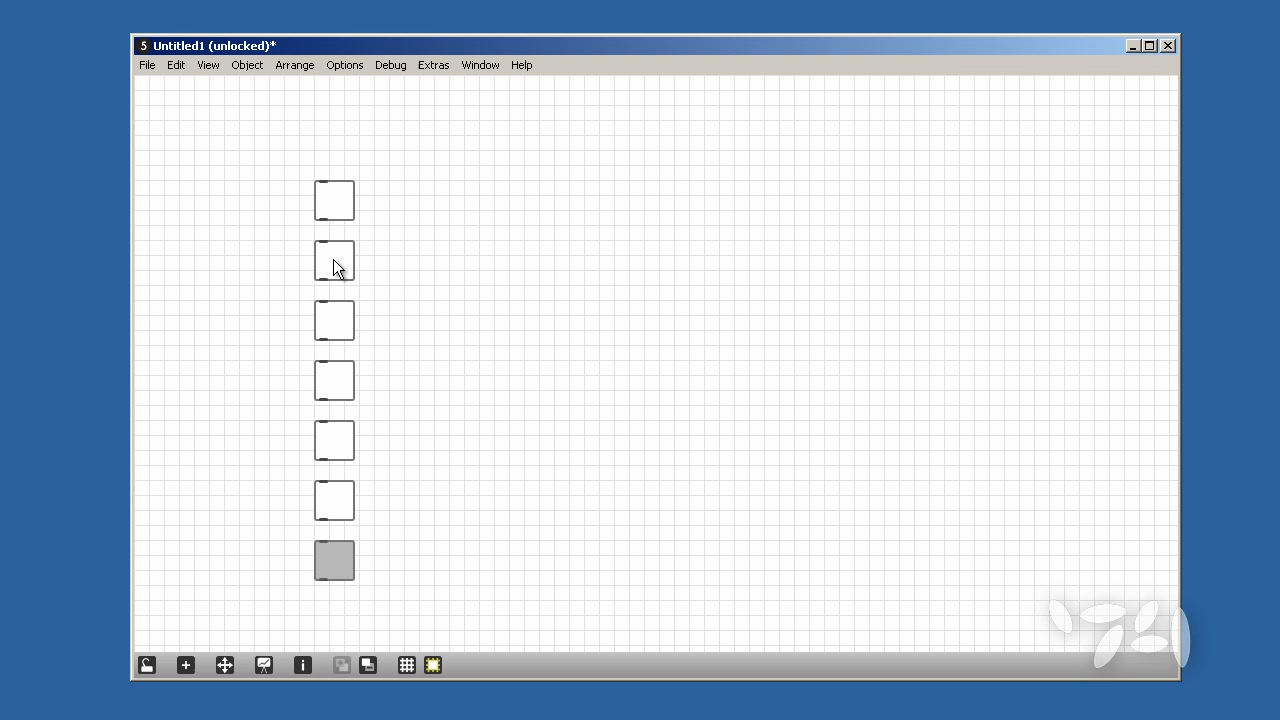 5 Untitled1 (unlocked)*
File Edit View Object Arrange Options Debug Extras Window Help